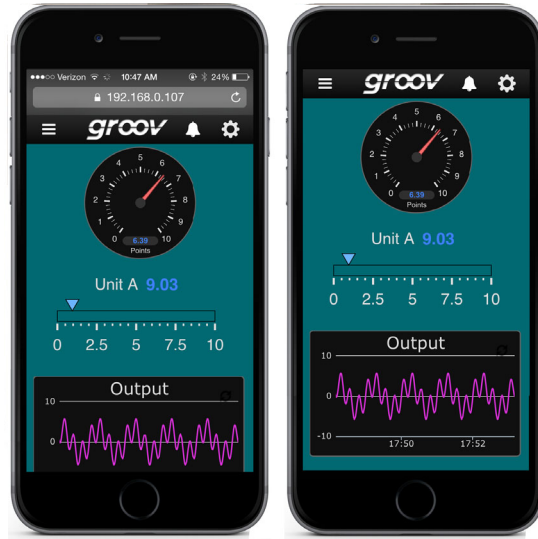 Verizon 10:47 AM 24%
192.168.0.107
groov
0 1 2 3 4 5 6 7 8 9 10
6.39
Points
Unit A 9.03
0 2.5 5 7.5 10
Output
10
0
groov
0 1 2 3 4 5 6 7 8 9 10
6.39
Points
Unit A 9.03
0 2.5 5 7.5 10
Output
10
0
-10
17:50 17:52